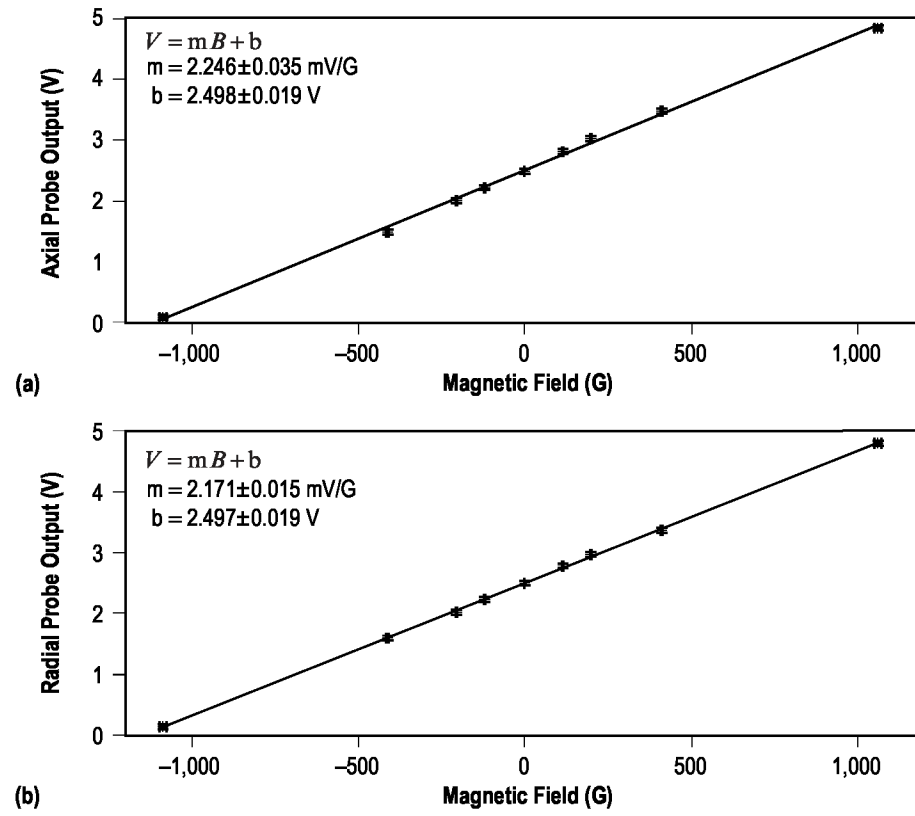 V = mB + b
m = 2.246±0.035 mV/G
b = 2.498±0.019 V
Axial Probe Output (V)
5
4
3
2
1
0
–1,000 –500 0 500 1,000
Magnetic Field (G)
(a)
V = mB + b
m = 2.171±0.015 mV/G
b = 2.497±0.019 V
Radial Probe Output (V)
5
4
3
2
1
0
–1,000 –500 0 500 1,000
Magnetic Field (G)
(b)